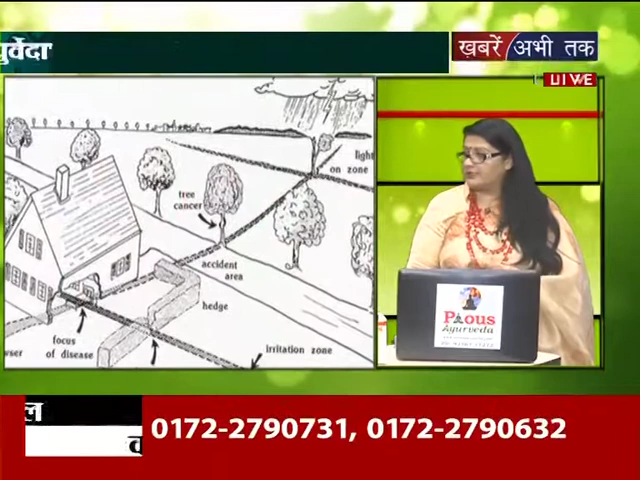 युर्वेदा
ख़बरें अभी तक
LIVE
light
on zone
tree
cancer
accident
area
hedge
focus
of disease
irritation zone
Pious
Ayurveda
ल
व
0172-2790731, 0172-2790632